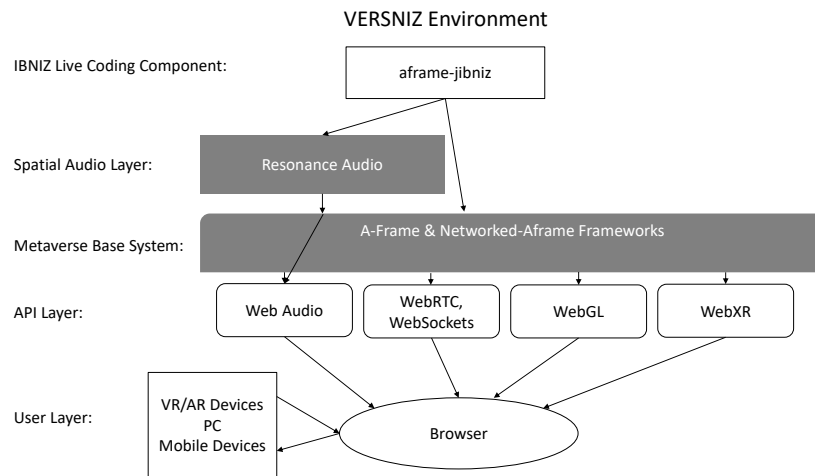 VERSNIZ Environment
IBNIZ Live Coding Component:
aframe-jibniz
Spatial Audio Layer:
Resonance Audio
A-Frame & Networked-Aframe Frameworks
Metaverse Base System:
API Layer:
Web Audio
WebRTC,
WebSockets
WebGL
WebXR
User Layer:
VR/AR Devices
PC
Mobile Devices
Browser